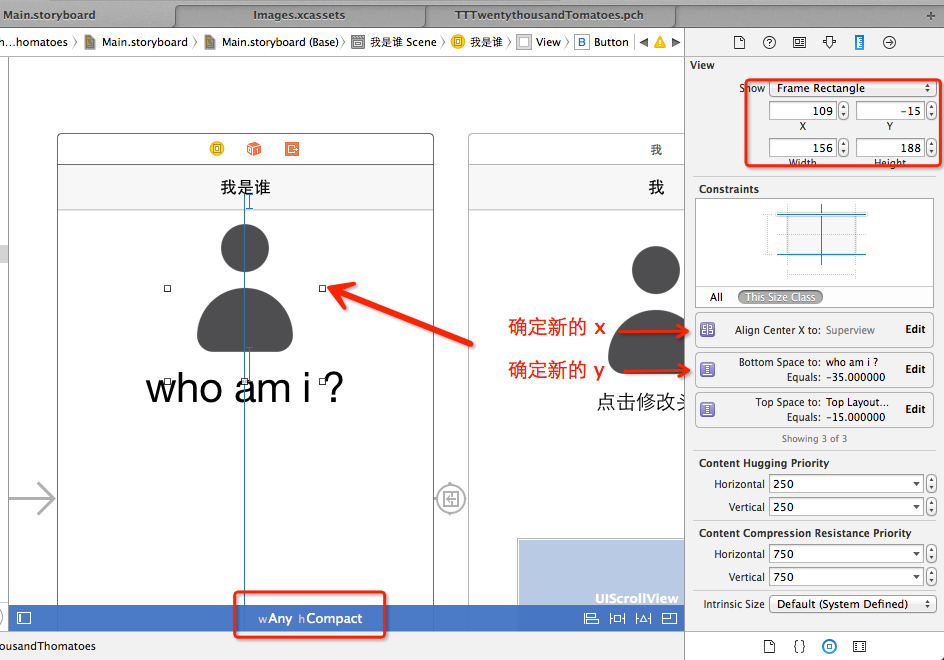 Main.storyboard
Images.xcassets
TTTwentythousandTomatoes.pch
h…homatoes
Main.storyboard
Main.storyboard (Base)
我是谁 Scene
我是谁
View
B Button
View
Show Frame Rectangle
109 -15
X Y
156 188
Width Height
我
我是谁
我
Constraints
All This Size Class
确定新的 x
Align Center X to: Superview Edit
确定新的 y
Bottom Space to: who am i ? Edit
Equals: -35.000000
who am i ?
点击修改头
Top Space to: Top Layout… Edit
Equals: -15.000000
Showing 3 of 3
Content Hugging Priority
Horizontal 250
Vertical 250
Content Compression Resistance Priority
Horizontal 750
Vertical 750
UIScrollView
Intrinsic Size Default (System Defined)
wAny hCompact
ousandThomatoes